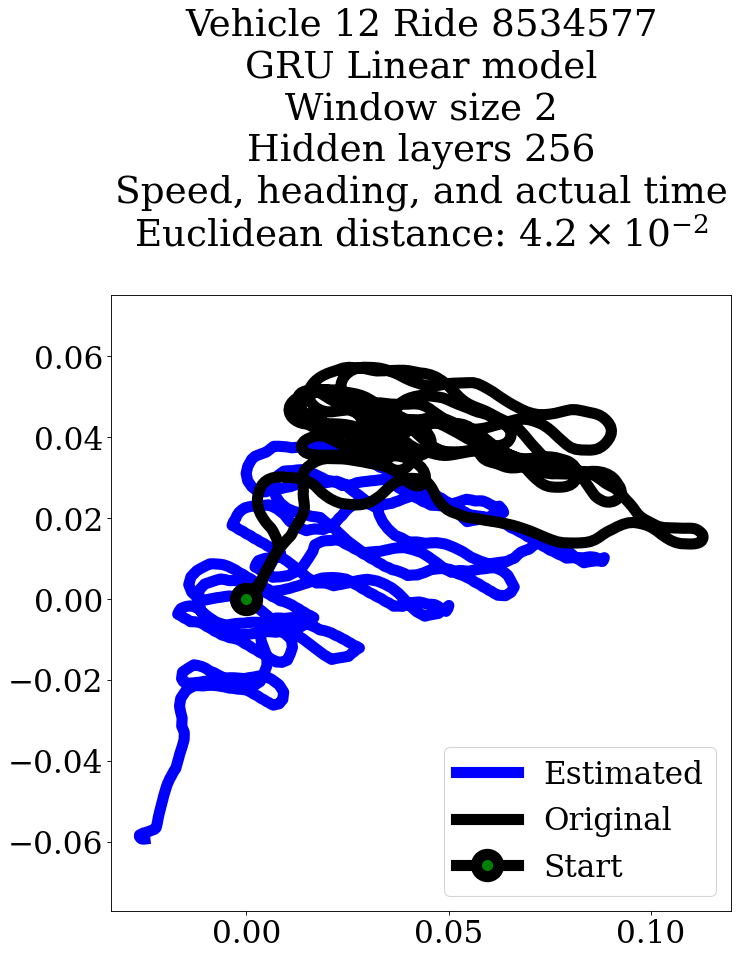 Vehicle 12 Ride 8534577
GRU Linear model
Window size 2
Hidden layers 256
Speed, heading, and actual time
Euclidean distance: 4.2 × 10⁻²
0.06
0.04
0.02
0.00
−0.02
−0.04
−0.06
Estimated
Original
Start
0.00 0.05 0.10